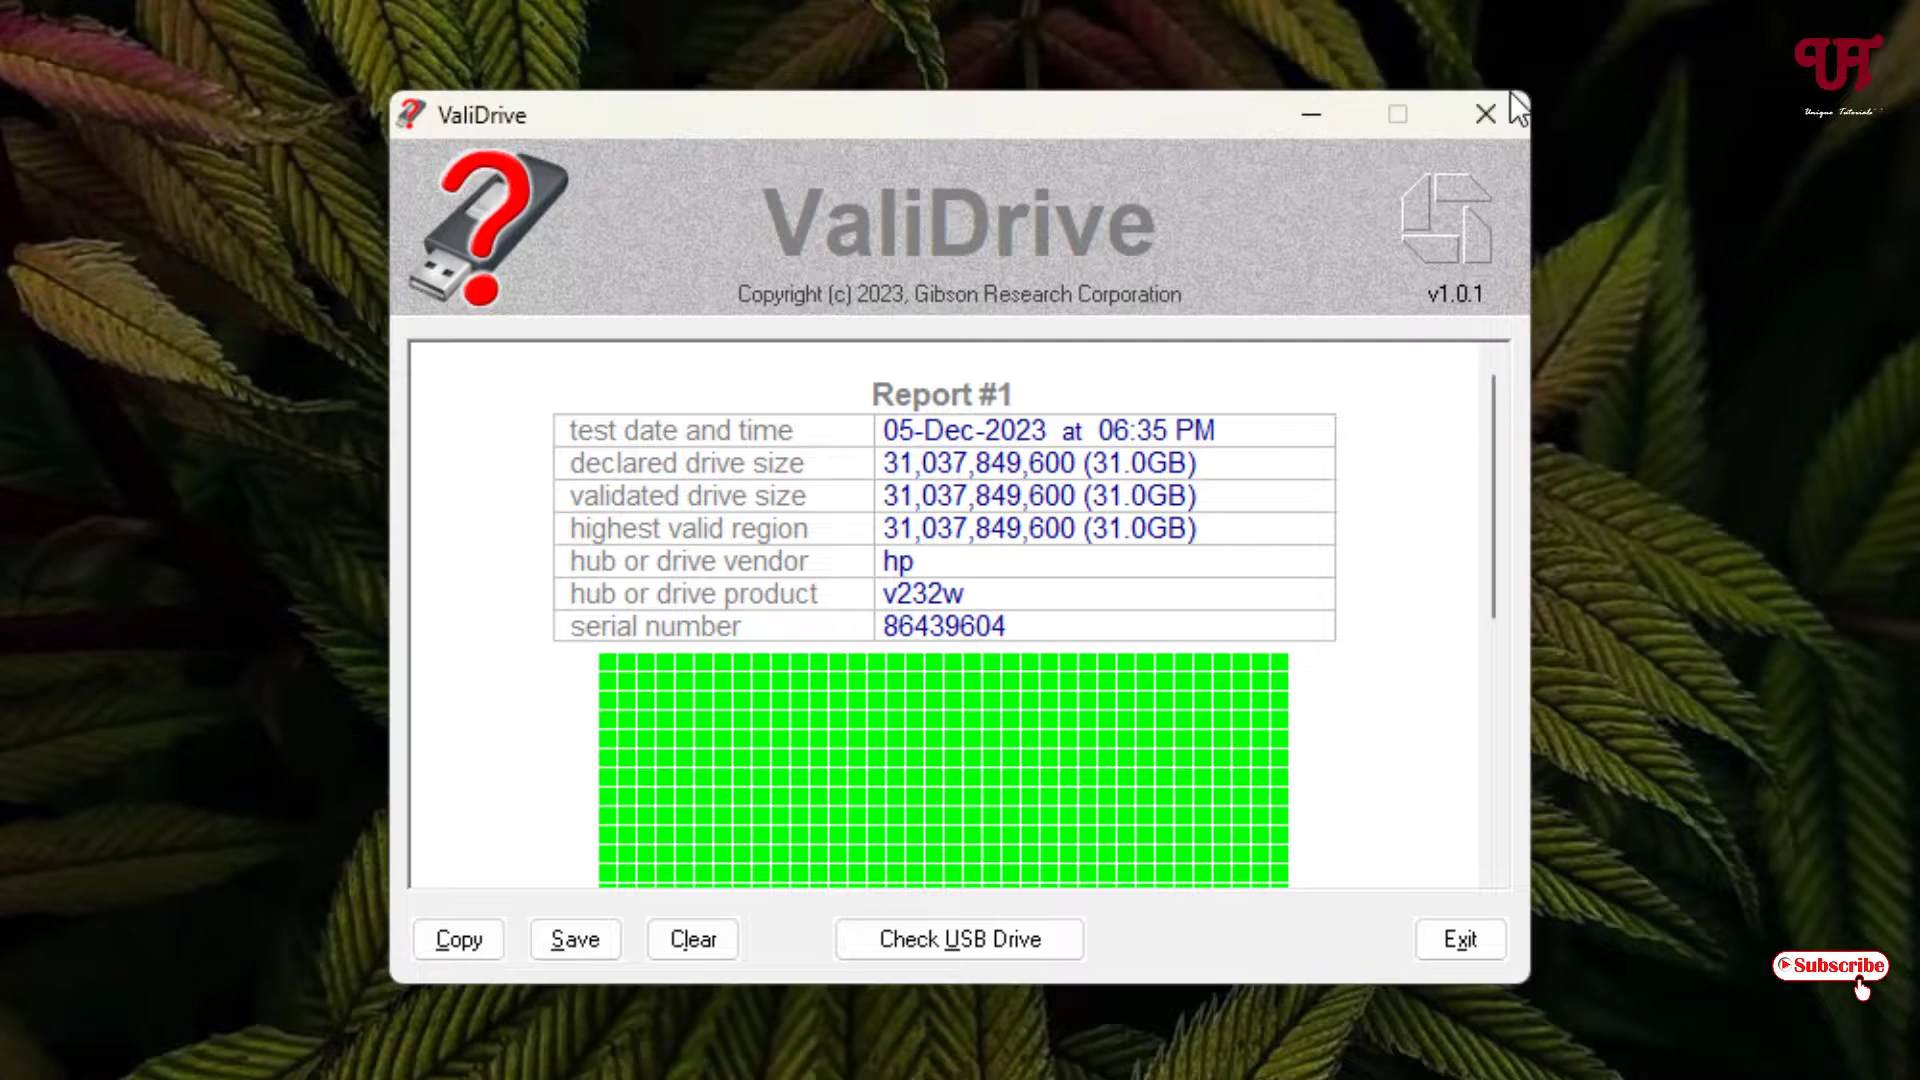 UT
Unique Tutorials
ValiDrive
ValiDrive
Copyright (c) 2023, Gibson Research Corporation
v1.0.1
Report #1
test date and time 05-Dec-2023 at 06:35 PM
declared drive size 31,037,849,600 (31.0GB)
validated drive size 31,037,849,600 (31.0GB)
highest valid region 31,037,849,600 (31.0GB)
hub or drive vendor hp
hub or drive product v232w
serial number 86439604
Copy Save Clear Check USB Drive Exit
Subscribe